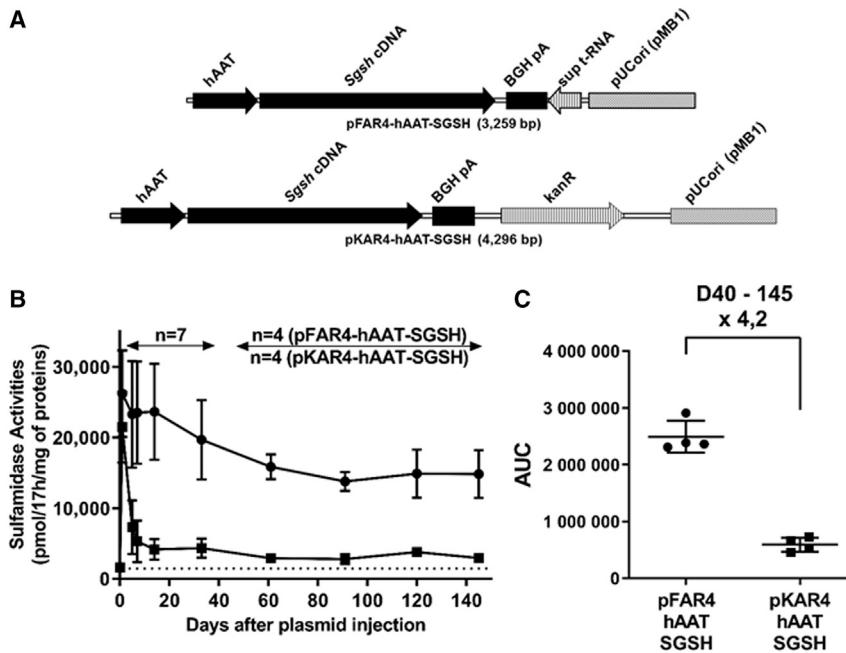 A
hAAT
Sgsh cDNA
BGH pA
sup t-RNA
pUCori (pMB1)
pFAR4-hAAT-SGSH (3,259 bp)
hAAT
Sgsh cDNA
BGH pA
kanR
pUCori (pMB1)
pKAR4-hAAT-SGSH (4,296 bp)
B
Sulfamidase Activities
(pmol/17h/mg of proteins)
30,000
20,000
10,000
0
n=7
n=4 (pFAR4-hAAT-SGSH)
n=4 (pKAR4-hAAT-SGSH)
0 20 40 60 80 100 120 140
Days after plasmid injection
C
D40 - 145
x 4,2
AUC
4 000 000
3 000 000
2 000 000
1 000 000
0
pFAR4
hAAT
SGSH
pKAR4
hAAT
SGSH